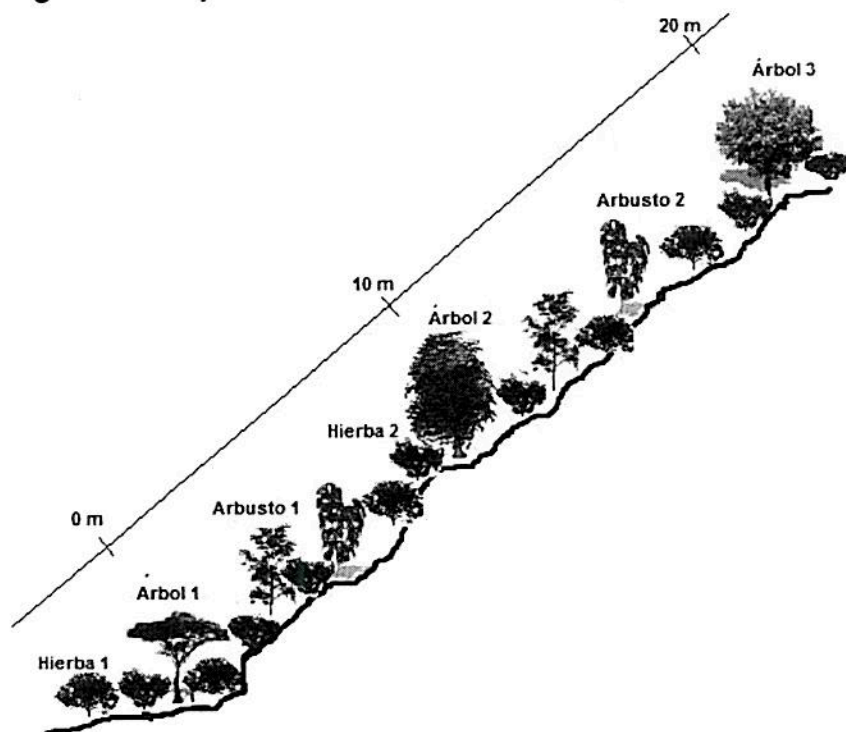 20 m
Árbol 3
Arbusto 2
10 m
Árbol 2
Hierba 2
Arbusto 1
0 m
Árbol 1
Hierba 1